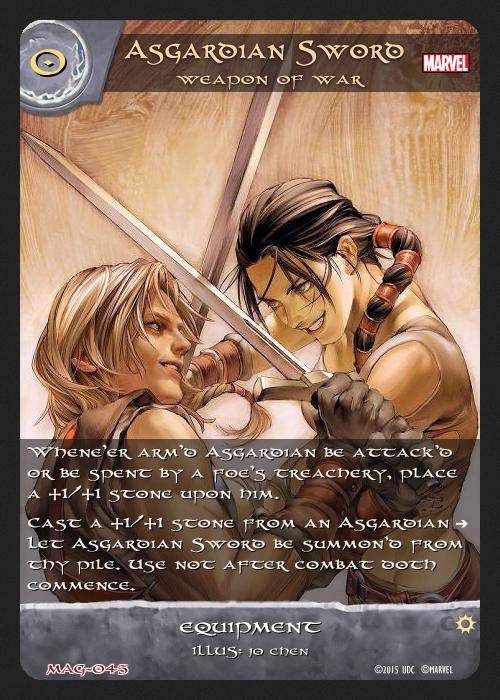 Asgardian Sword
MARVEL
Weapon of War
Whene'er arm'd Asgardian be attack'd
or be spent by a foe's treachery, place
a +1/+1 stone upon him.
Cast a +1/+1 stone from an Asgardian →
Let Asgardian Sword be summon'd from
thy pile. Use not after combat doth
commence.
Equipment
Illus: Jo Chen
MAG-045
©2015 UDC ©MARVEL